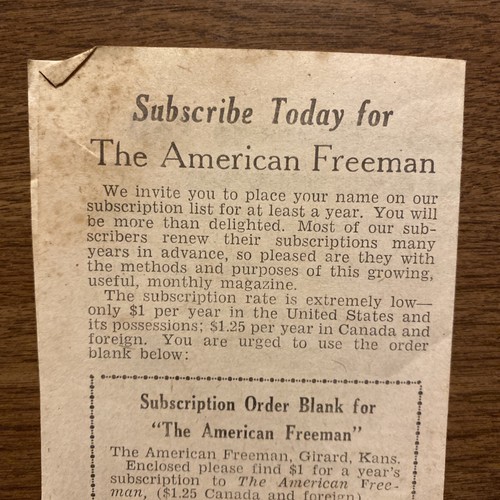 Subscribe Today for
The American Freeman
We invite you to place your name on our
subscription list for at least a year. You will
be more than delighted. Most of our sub-
scribers renew their subscriptions many
years in advance, so pleased are they with
the methods and purposes of this growing,
useful, monthly magazine.
The subscription rate is extremely low—
only $1 per year in the United States and
its possessions; $1.25 per year in Canada and
foreign. You are urged to use the order
blank below:
Subscription Order Blank for
"The American Freeman"
The American Freeman, Girard, Kans.
Enclosed please find $1 for a year's
subscription to The American Free-
man, ($1.25 Canada and foreign)